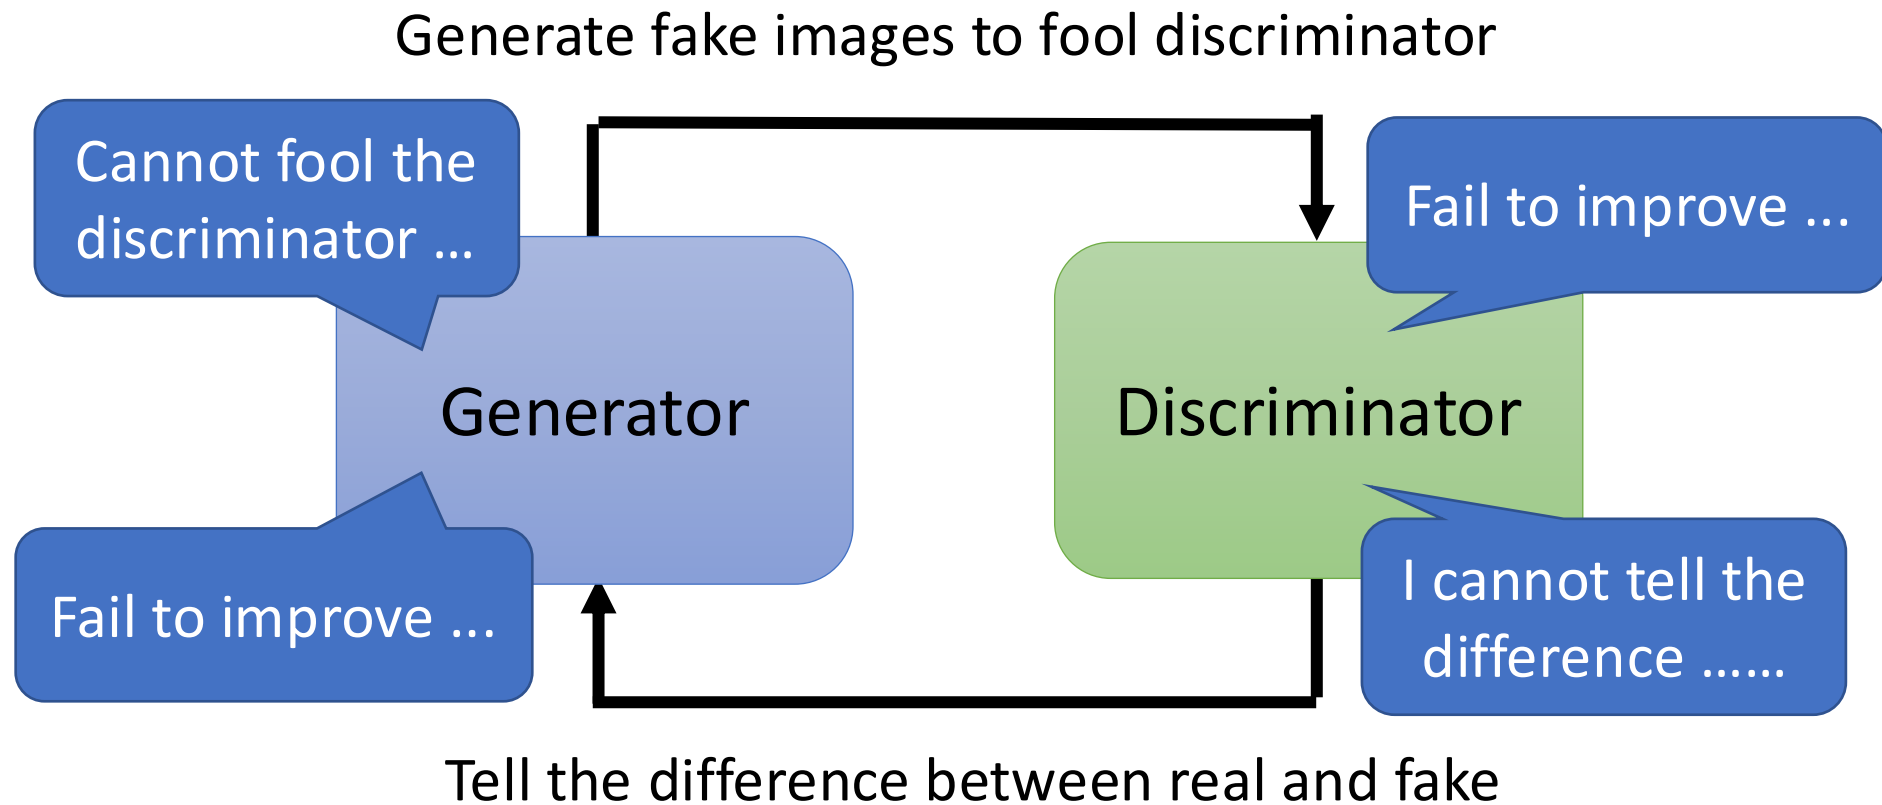 Generate fake images to fool discriminator
Cannot fool the
discriminator ...
Fail to improve ...
Generator
Discriminator
Fail to improve ...
I cannot tell the
difference ......
Tell the difference between real and fake